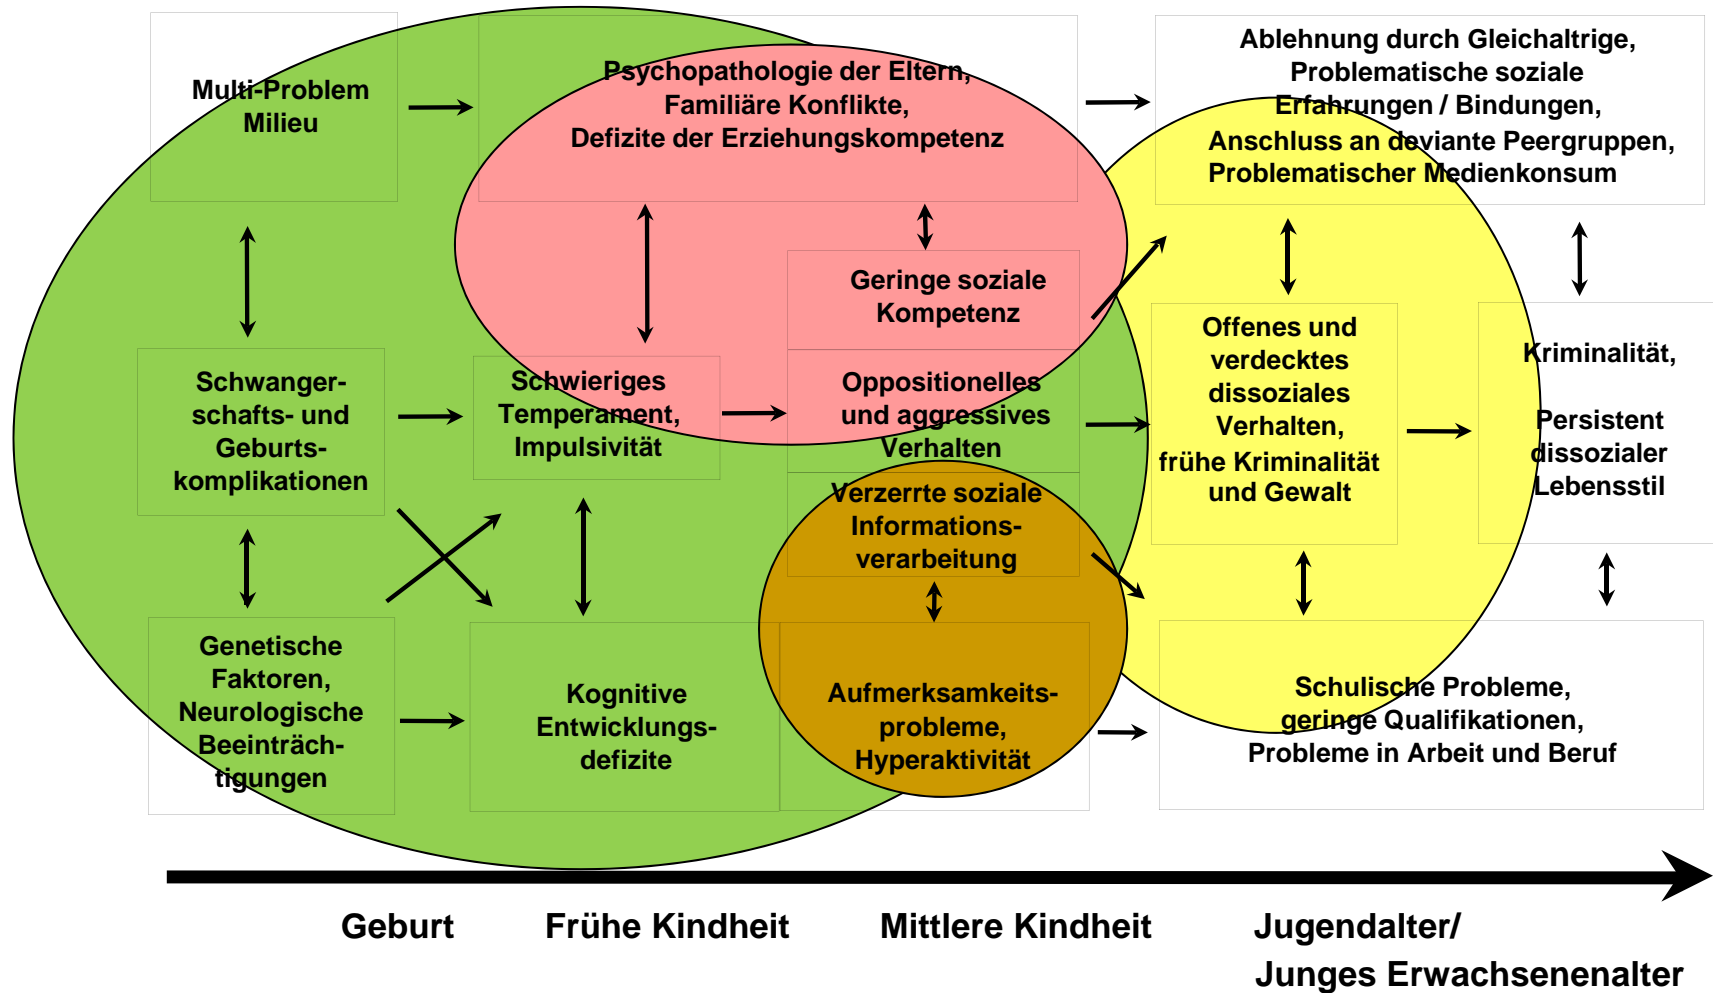 Multi-Problem
Milieu
Psychopathologie der Eltern,
Familiäre Konflikte,
Defizite der Erziehungskompetenz
Ablehnung durch Gleichaltrige,
Problematische soziale
Erfahrungen / Bindungen,
Anschluss an deviante Peergruppen,
Problematischer Medienkonsum
Schwanger-
schafts- und
Geburts-
komplikationen
Schwieriges
Temperament,
Impulsivität
Geringe soziale
Kompetenz
Oppositionelles
und aggressives
Verhalten
Verzerrte soziale
Informations-
verarbeitung
Offenes und
verdecktes
dissoziales
Verhalten,
frühe Kriminalität
und Gewalt
Kriminalität,
Persistent
dissozialer
Lebensstil
Genetische
Faktoren,
Neurologische
Beeinträch-
tigungen
Kognitive
Entwicklungs-
defizite
Aufmerksamkeits-
probleme,
Hyperaktivität
Schulische Probleme,
geringe Qualifikationen,
Probleme in Arbeit und Beruf
Geburt
Frühe Kindheit
Mittlere Kindheit
Jugendalter/
Junges Erwachsenenalter